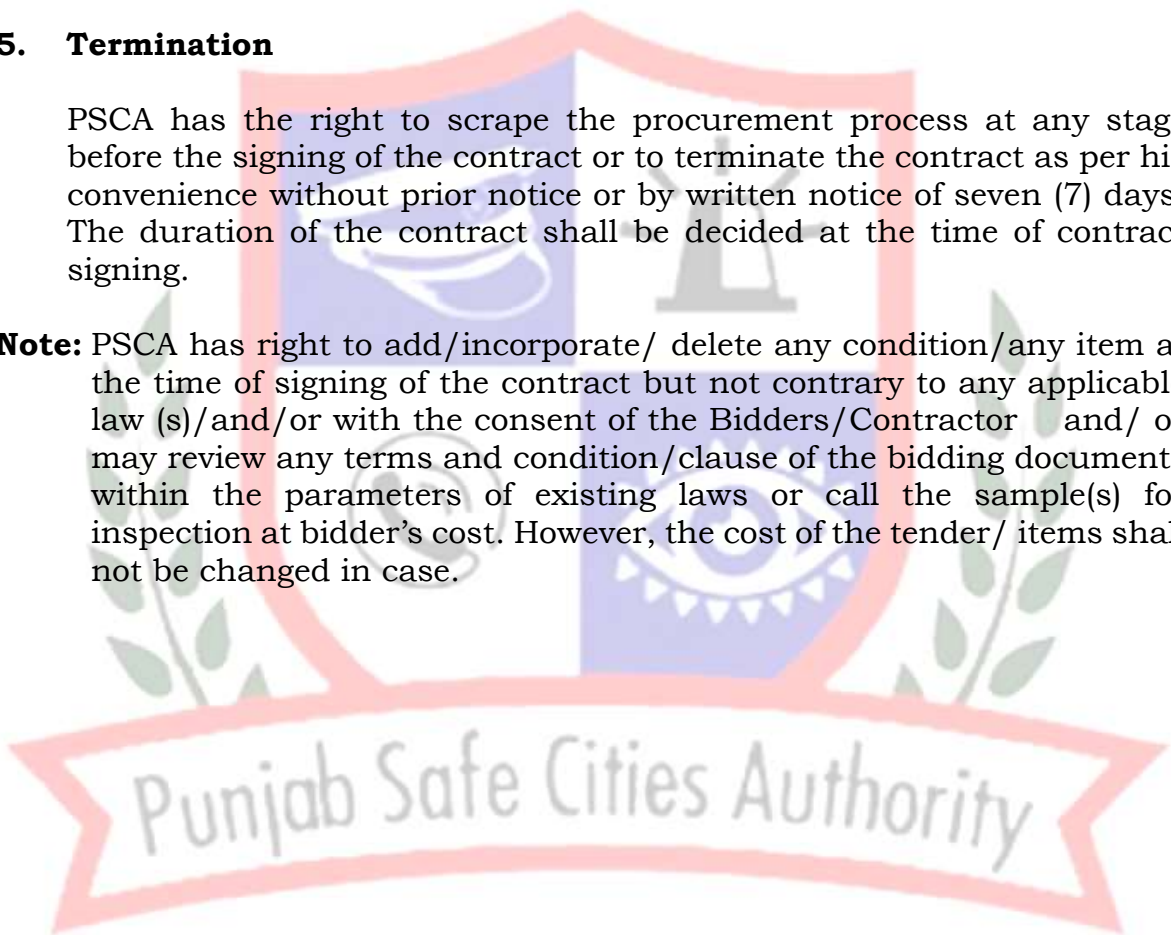 5. Termination
PSCA has the right to scrape the procurement process at any stag
before the signing of the contract or to terminate the contract as per hi
convenience without prior notice or by written notice of seven (7) days
The duration of the contract shall be decided at the time of contrac
signing.
Note: PSCA has right to add/incorporate/ delete any condition/any item a
the time of signing of the contract but not contrary to any applicabl
law (s)/and/or with the consent of the Bidders/Contractor and/ o
may review any terms and condition/clause of the bidding document
within the parameters of existing laws or call the sample(s) fo
inspection at bidder's cost. However, the cost of the tender/ items shal
not be changed in case.
Punjab Safe Cities Authority